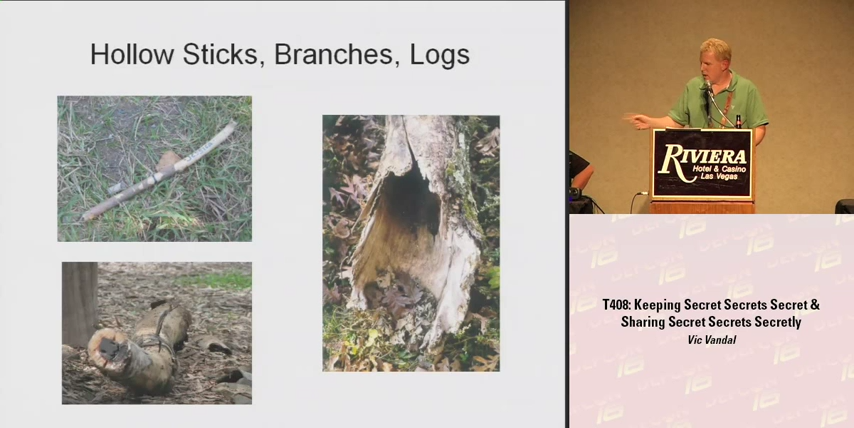 Hollow Sticks, Branches, Logs
RIVIERA
Hotel & Casino
Las Vegas
T408: Keeping Secret Secrets Secret &
Sharing Secret Secrets Secretly
Vic Vandal